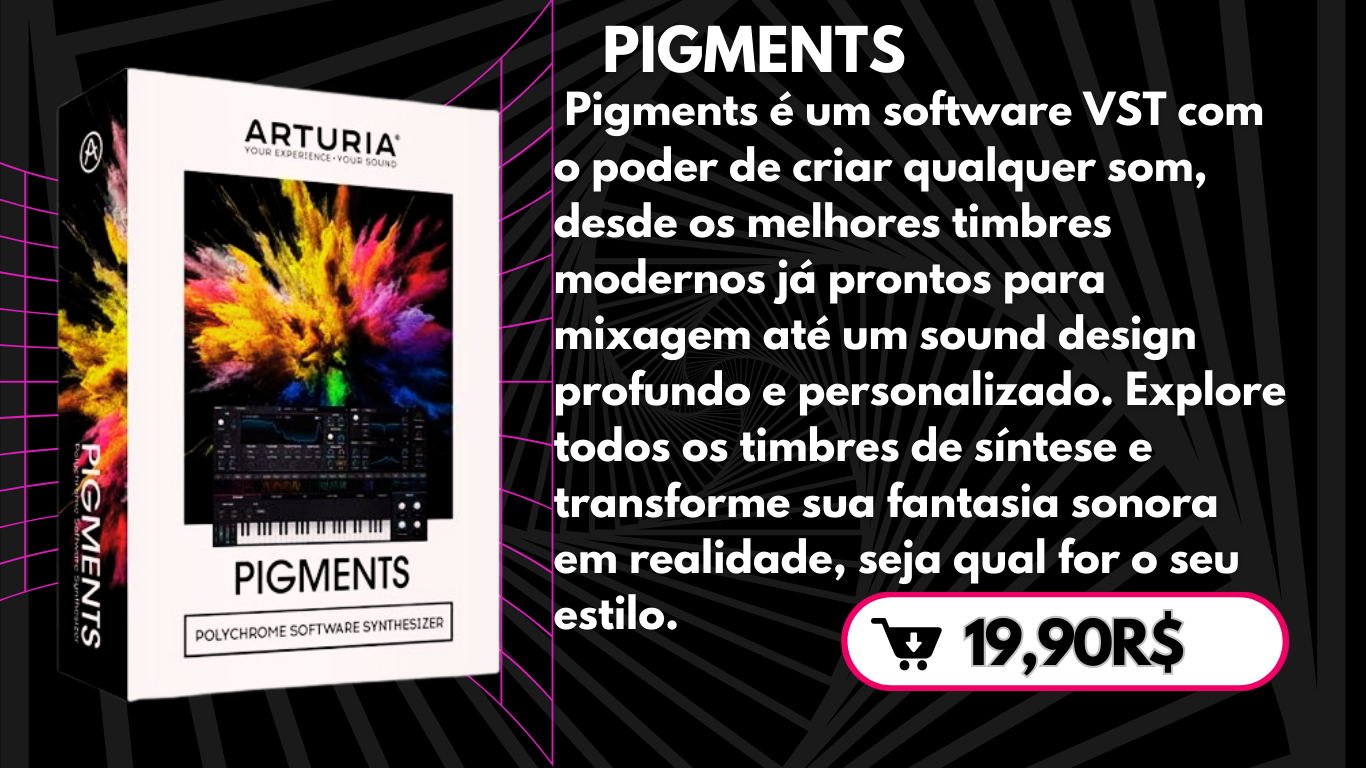 PIGMENTS
Pigments é um software VST com
o poder de criar qualquer som,
desde os melhores timbres
modernos já prontos para
mixagem até um sound design
profundo e personalizado. Explore
todos os timbres de síntese e
transforme sua fantasia sonora
em realidade, seja qual for o seu
estilo.
19,90R$
ARTURIA®
YOUR EXPERIENCE • YOUR SOUND
PIGMENTS
POLYCHROME SOFTWARE SYNTHESIZER
PIGMENTS
Polychrome Software Synthesizer